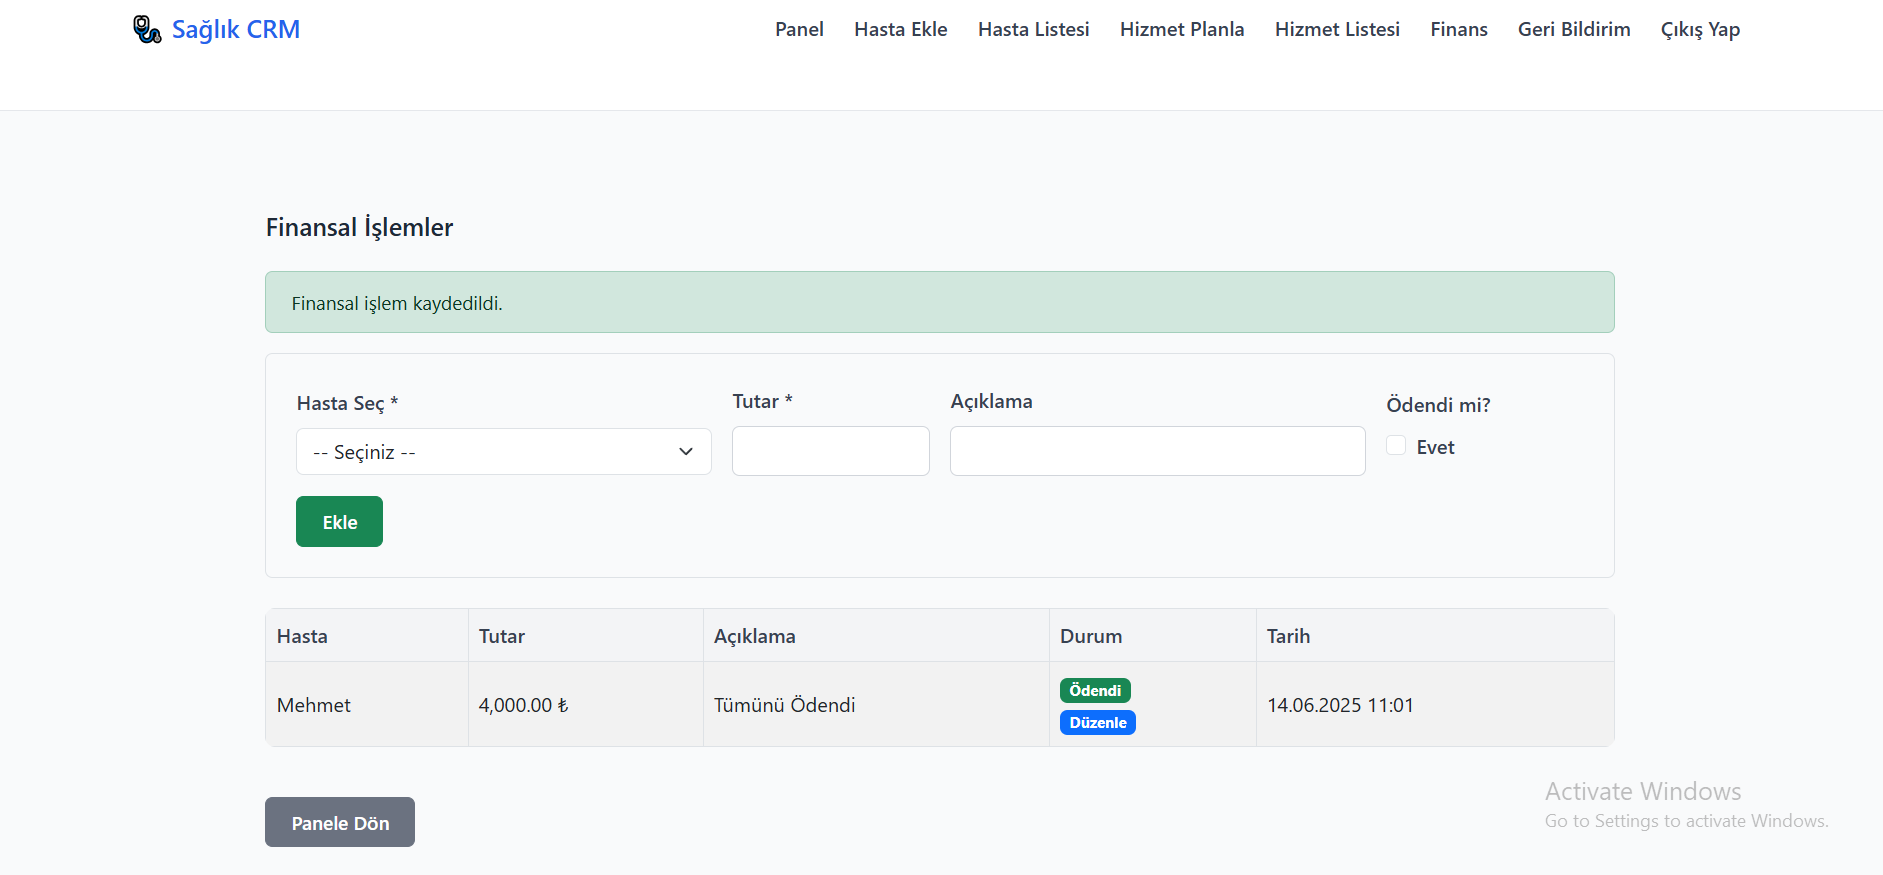 Sağlık CRM
Panel Hasta Ekle Hasta Listesi Hizmet Planla Hizmet Listesi Finans Geri Bildirim Çıkış Yap
Finansal İşlemler
Finansal işlem kaydedildi.
Hasta Seç * Tutar * Açıklama Ödendi mi?
-- Seçiniz -- Evet
Ekle
Hasta Tutar Açıklama Durum Tarih
Mehmet 4,000.00 ₺ Tümünü Ödendi Ödendi 14.06.2025 11:01
Düzenle
Activate Windows
Go to Settings to activate Windows.
Panele Dön